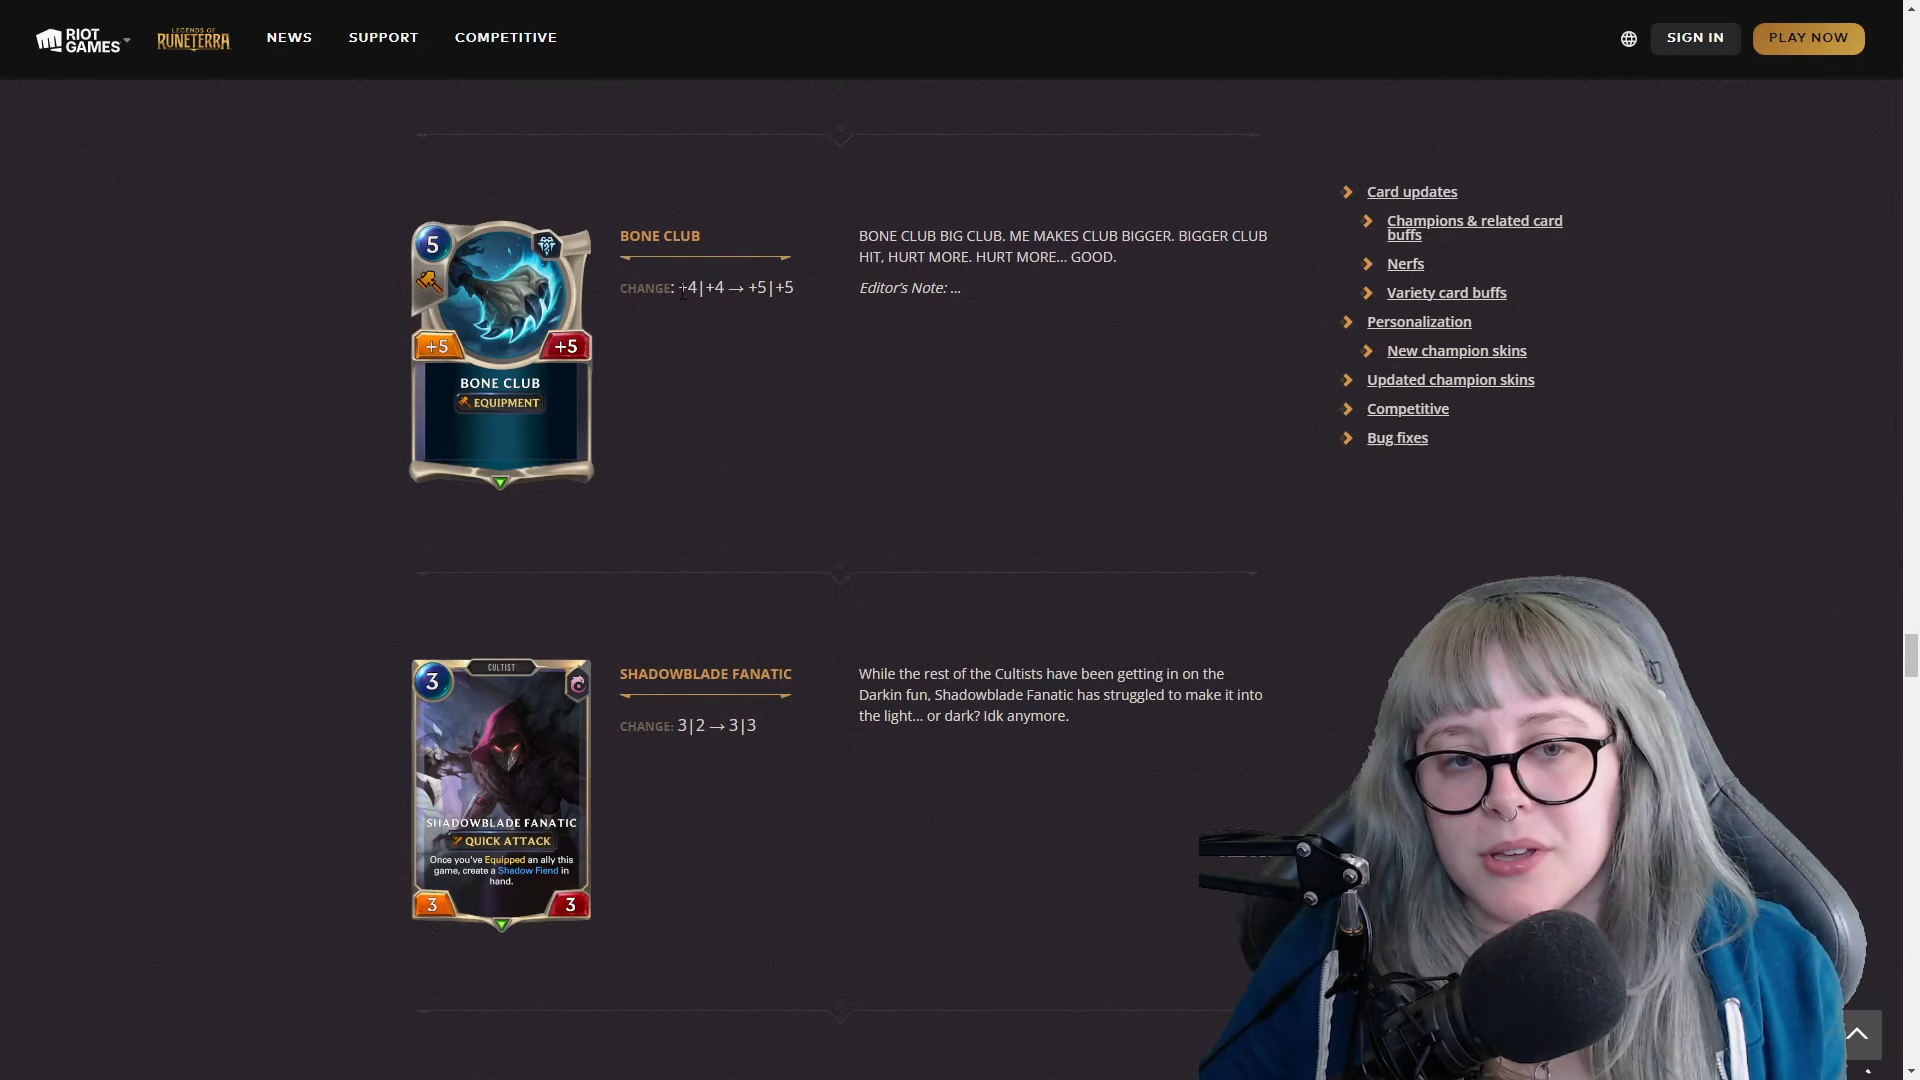 RIOT
GAMES
LEGENDS OF
RUNETERRA
NEWS
SUPPORT
COMPETITIVE
SIGN IN
PLAY NOW
5
+5
+5
BONE CLUB
EQUIPMENT
BONE CLUB
CHANGE: +4|+4 → +5|+5
BONE CLUB BIG CLUB. ME MAKES CLUB BIGGER. BIGGER CLUB
HIT, HURT MORE. HURT MORE... GOOD.
Editor's Note: ...
Card updates
Champions & related card
buffs
Nerfs
Variety card buffs
Personalization
New champion skins
Updated champion skins
Competitive
Bug fixes
CULTIST
3
SHADOWBLADE FANATIC
QUICK ATTACK
Once you've Equipped an ally this
game, create a Shadow Fiend in
hand.
3
3
SHADOWBLADE FANATIC
CHANGE: 3|2 → 3|3
While the rest of the Cultists have been getting in on the
Darkin fun, Shadowblade Fanatic has struggled to make it into
the light... or dark? Idk anymore.